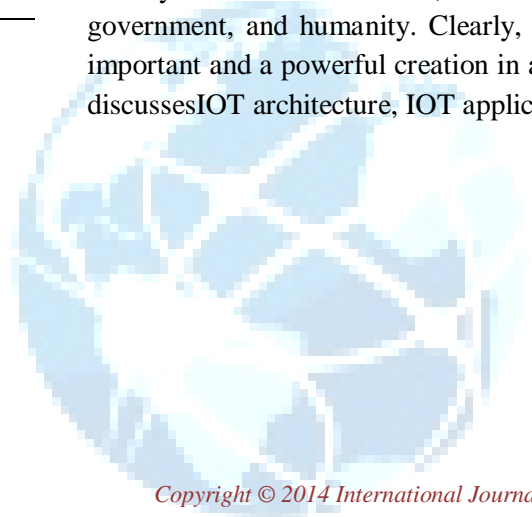 government, and humanity. Clearly,
important and a powerful creation in a
discussesIOT architecture, IOT applic
Copyright © 2014 International Journa